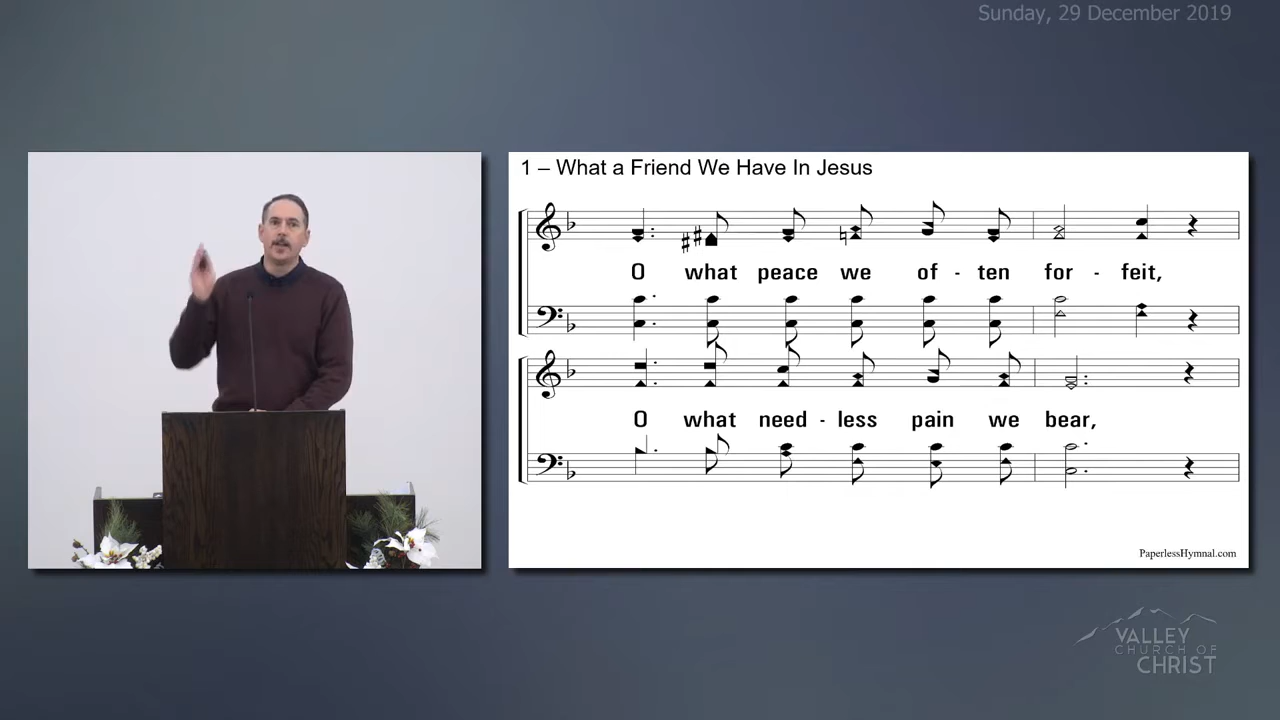 Sunday, 29 December 2019
1 – What a Friend We Have In Jesus
O what peace we of - ten for - feit,
O what need - less pain we bear,
PaperlessHymnal.com
VALLEY
CHURCH OF
CHRIST